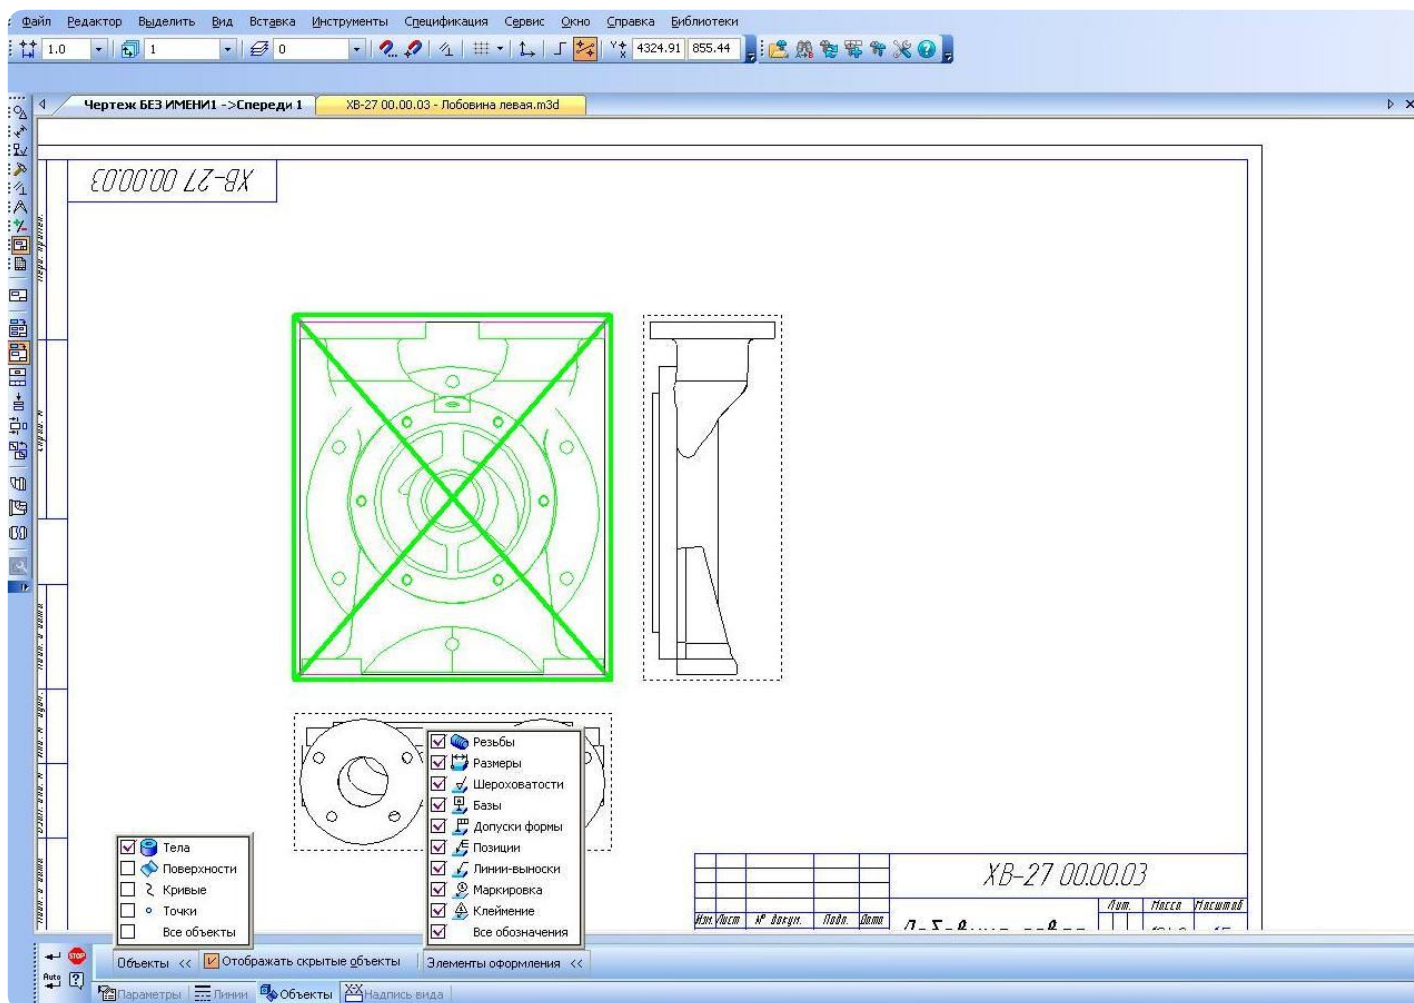 Файл Редактор Выделить Вид Вставка Инструменты Спецификация Сервис Окно Справка Библиотеки
1.0 1 0 4324.91 855.44
Чертеж БЕЗ ИМЕНИ1 ->Спереди 1 ХВ-27 00.00.03 - Лобовина левая.m3d
ХВ-27 00.00.03
Резьбы
Размеры
Шероховатости
Базы
Допуски формы
Позиции
Линии-выноски
Маркировка
Клеймение
Все обозначения
Тела
Поверхности
Кривые
Точки
Все объекты
ХВ-27 00.00.03
Лит. Масса Масштаб
Изм. Лист № докум. Подп. Дата
STOP
Объекты << Отображать скрытые объекты Элементы оформления <<
Auto
Параметры Линии Объекты Надпись вида